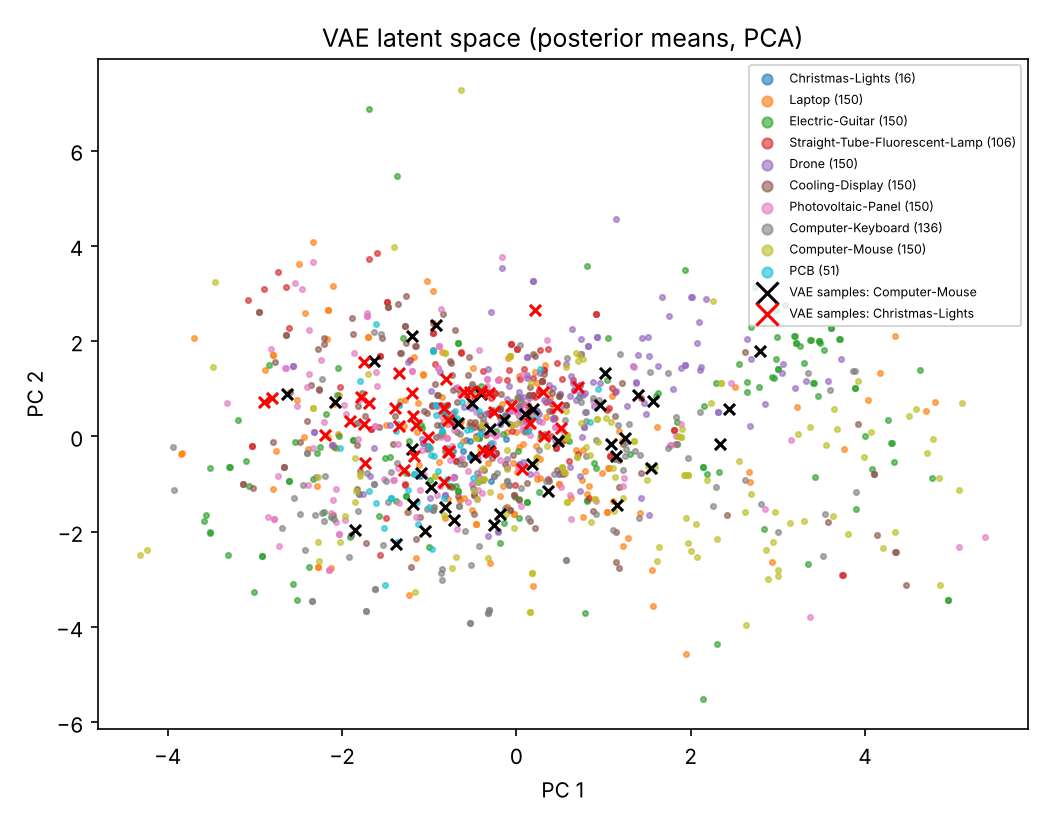 VAE latent space (posterior means, PCA)
Christmas-Lights (16)
Laptop (150)
Electric-Guitar (150)
Straight-Tube-Fluorescent-Lamp (106)
Drone (150)
Cooling-Display (150)
Photovoltaic-Panel (150)
Computer-Keyboard (136)
Computer-Mouse (150)
PCB (51)
VAE samples: Computer-Mouse
VAE samples: Christmas-Lights
PC 2
6
4
2
0
−2
−4
−6
−4 −2 0 2 4
PC 1